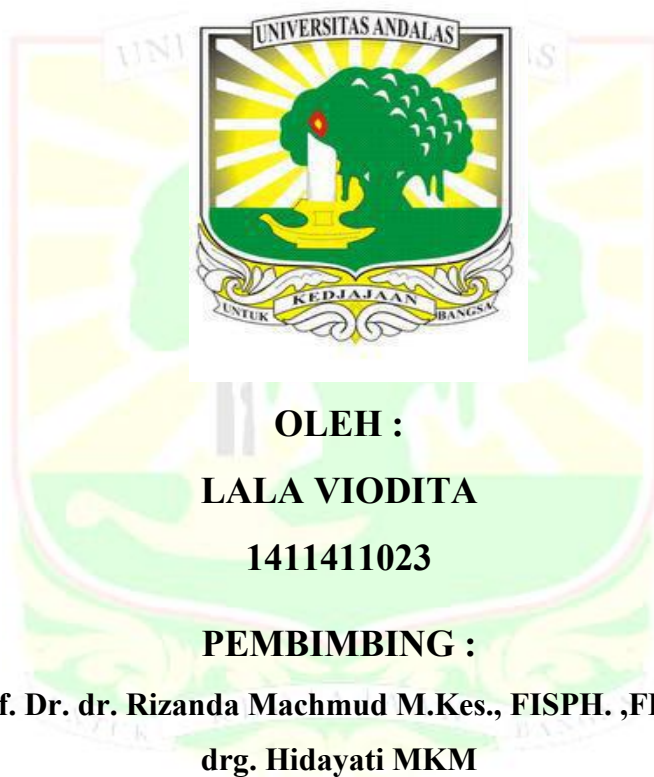 UNIVERSITAS ANDALAS
UNTUK KEDJAJAAN BANGSA
OLEH :
LALA VIODITA
1411411023
PEMBIMBING :
f. Dr. dr. Rizanda Machmud M.Kes., FISPH. ,F
drg. Hidayati MKM